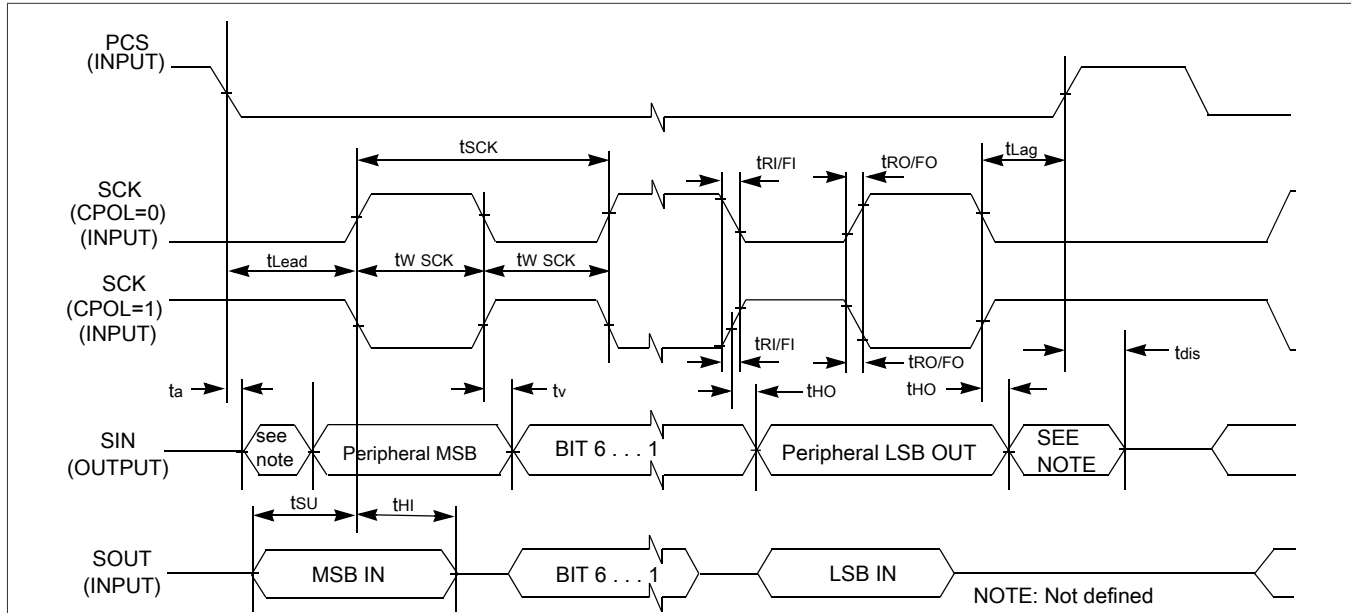 PCS
(INPUT)
tSCK
tRI/FI
tRO/FO
tLag
SCK
(CPOL=0)
(INPUT)
tLead
tW SCK
tW SCK
SCK
(CPOL=1)
(INPUT)
tRI/FI
tRO/FO
tdis
ta
tv
tHO
tHO
SIN
(OUTPUT)
see
note
Peripheral MSB
BIT 6 . . . 1
Peripheral LSB OUT
SEE
NOTE
tSU
tHI
SOUT
(INPUT)
MSB IN
BIT 6 . . . 1
LSB IN
NOTE: Not defined